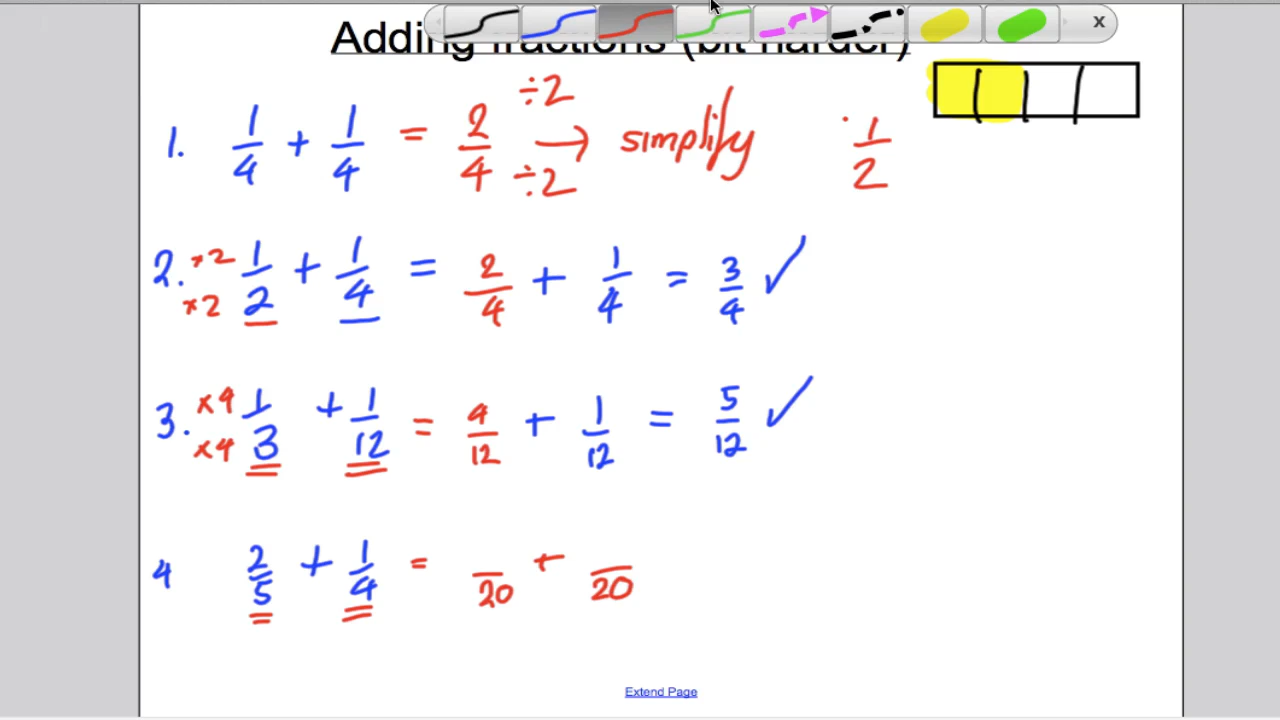 Adding fractions (bit harder)
x
1. 1/4 + 1/4 = 2/4 ÷2 ÷2 → simplify 1/2
2. ×2 ×2 1/2 + 1/4 = 2/4 + 1/4 = 3/4 ✓
3. ×4 ×4 1/3 + 1/12 = 4/12 + 1/12 = 5/12 ✓
4 2/5 + 1/4 = /20 + /20
Extend Page